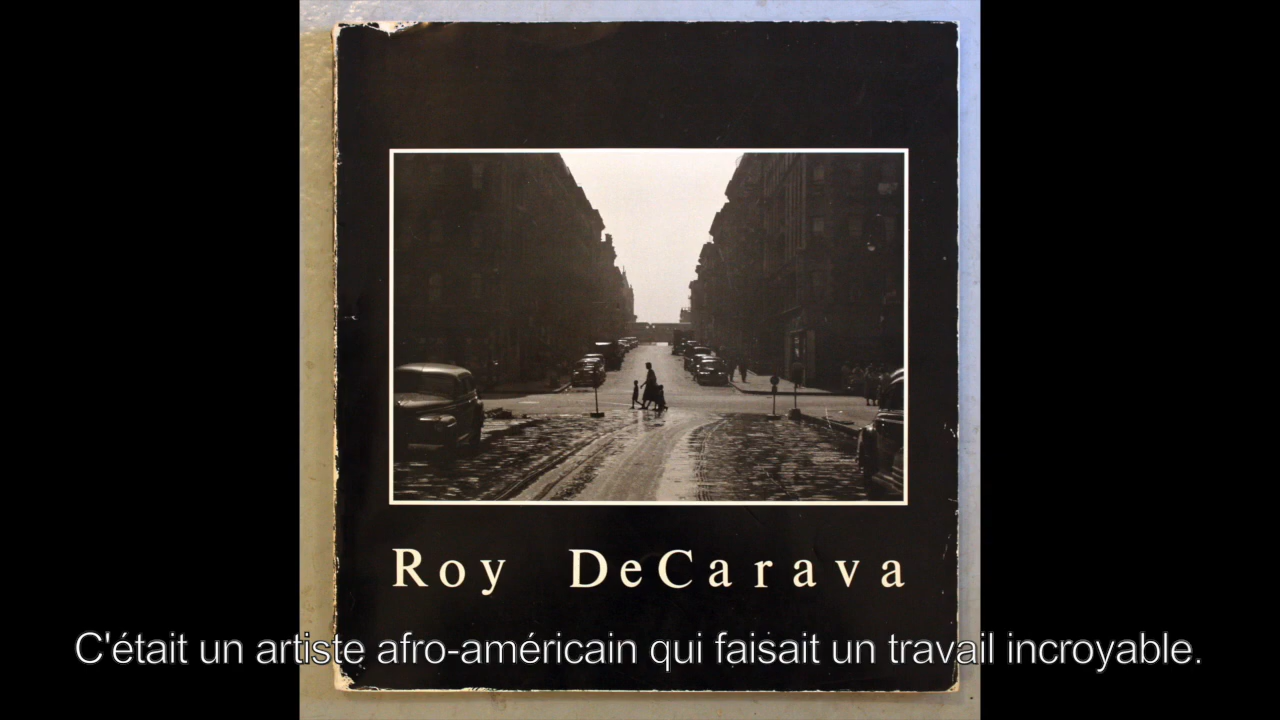 Roy DeCarava
C'était un artiste afro-américain qui faisait un travail incroyable.